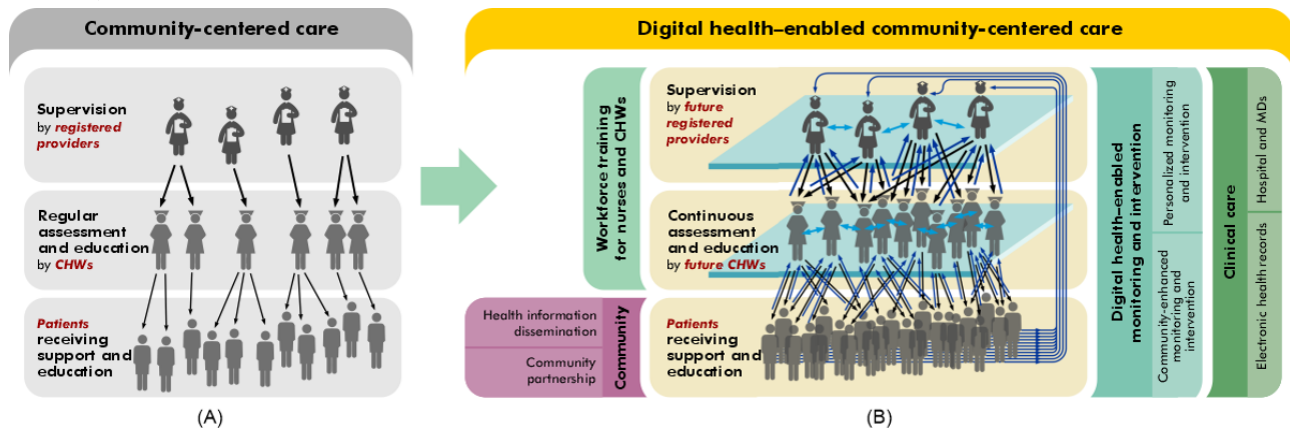 Community-centered care
Supervision
by registered
providers
Regular
assessment and education
by CHWs
Patients
receiving support and
education
(A)
Digital health–enabled community-centered care
Workforce training
for nurses and CHWs
Health information
dissemination
Community
partnership
Community
Supervision
by future
registered
providers
Continuous
assessment and education
by future CHWs
Patients
receiving support and
education
Digital health–enabled
monitoring and intervention
Personalized monitoring
and intervention
Community-enhanced
monitoring and
intervention
Clinical care
Hospital and MDs
Electronic health records
(B)